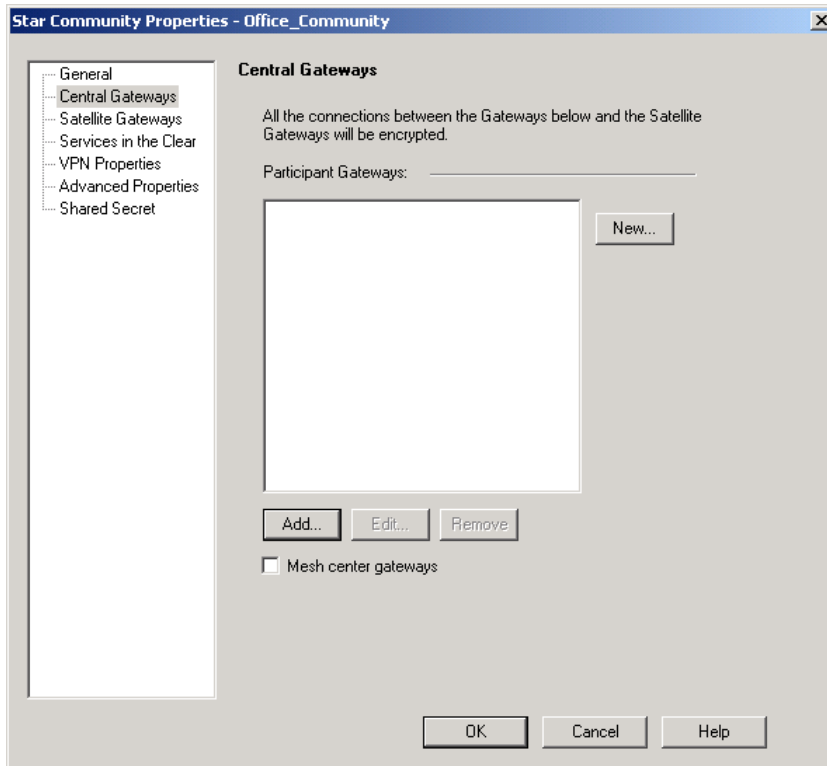 Star Community Properties - Office_Community
General
Central Gateways
Satellite Gateways
Services in the Clear
VPN Properties
Advanced Properties
Shared Secret
Central Gateways
All the connections between the Gateways below and the Satellite
Gateways will be encrypted.
Participant Gateways:
New...
Add...
Edit...
Remove
Mesh center gateways
OK
Cancel
Help